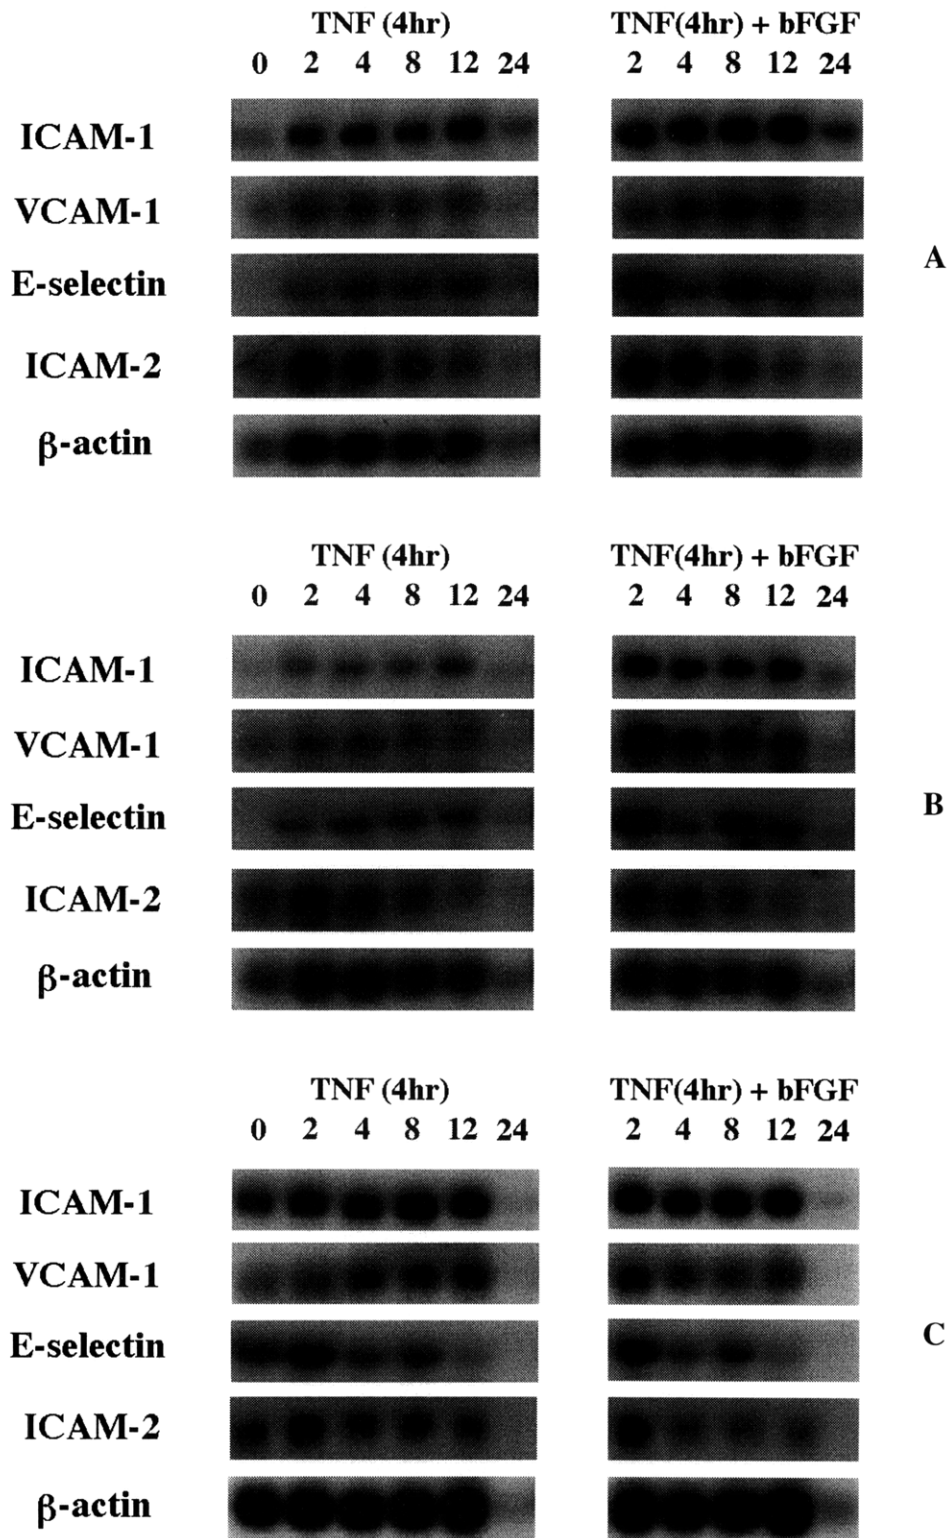 TNF (4hr) TNF(4hr) + bFGF
0 2 4 8 12 24 2 4 8 12 24
ICAM-1
VCAM-1
A
E-selectin
ICAM-2
β-actin
TNF (4hr) TNF(4hr) + bFGF
0 2 4 8 12 24 2 4 8 12 24
ICAM-1
VCAM-1
B
E-selectin
ICAM-2
β-actin
TNF (4hr) TNF(4hr) + bFGF
0 2 4 8 12 24 2 4 8 12 24
ICAM-1
VCAM-1
E-selectin
C
ICAM-2
β-actin